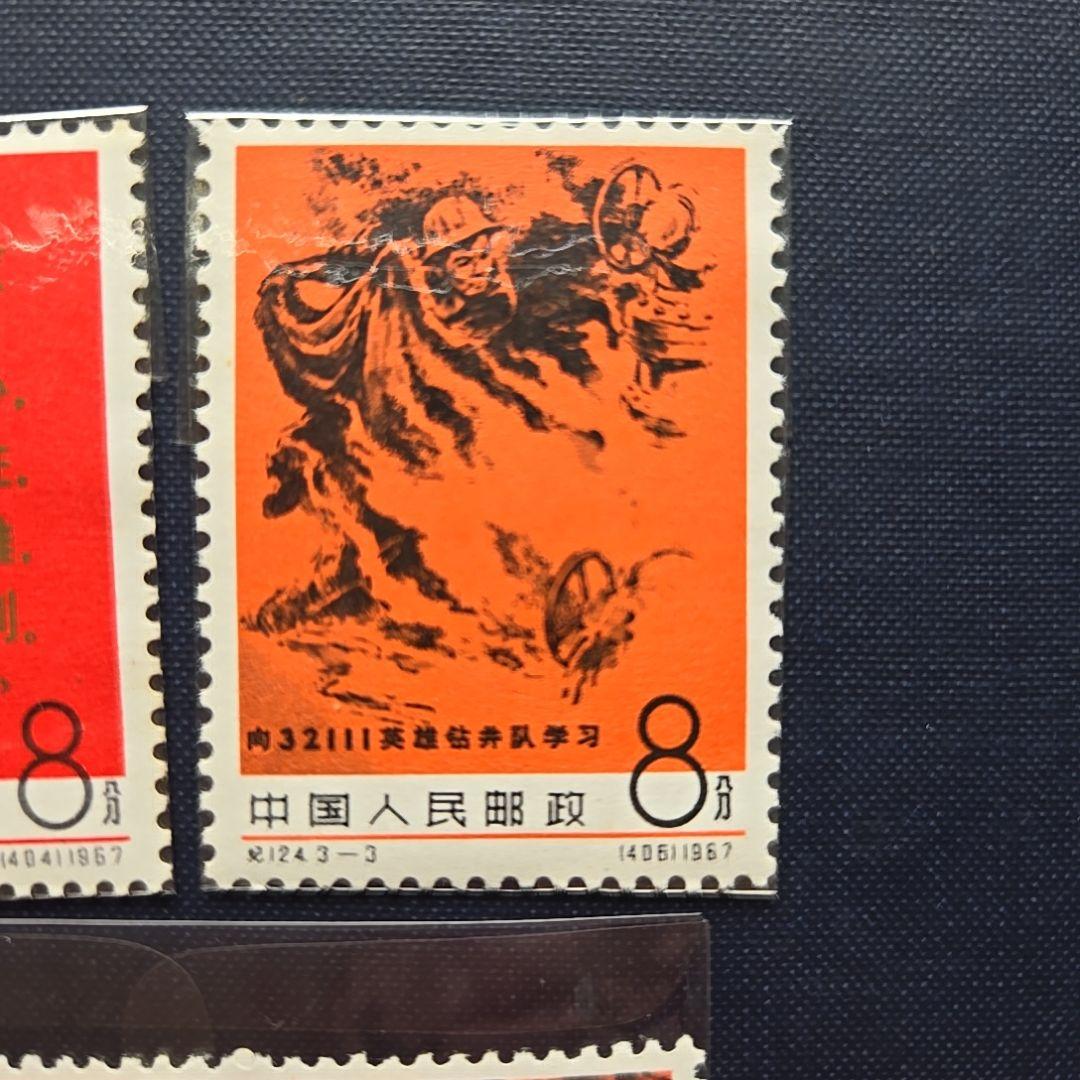 利。
8分
(404)1967
向32111英雄钻井队学习
8分
中国人民邮政
纪124.3—3
(406)1967